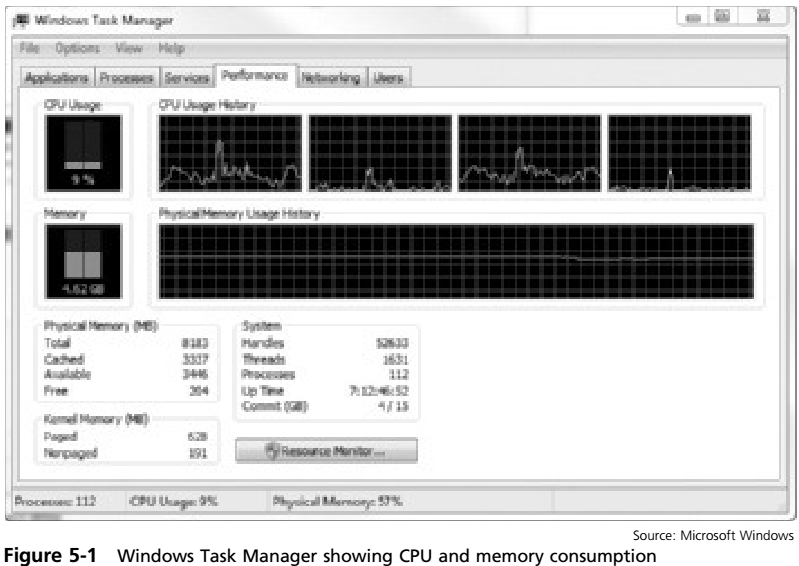 Windows Task Manager
File Options View Help
Applications Processes Services Performance Networking Users
CPU Usage
CPU Usage History
9 %
Memory
Physical Memory Usage History
4.62 GB
Physical Memory (MB)
Total 8183
Cached 3337
Available 3446
Free 264
System
Handles 52633
Threads 1631
Processes 112
Up Time 7:12:46:52
Commit (GB) 4 / 15
Kernel Memory (MB)
Paged 628
Nonpaged 191
Resource Monitor...
Processes: 112 CPU Usage: 9% Physical Memory: 57%
Source: Microsoft Windows
Figure 5-1 Windows Task Manager showing CPU and memory consumption